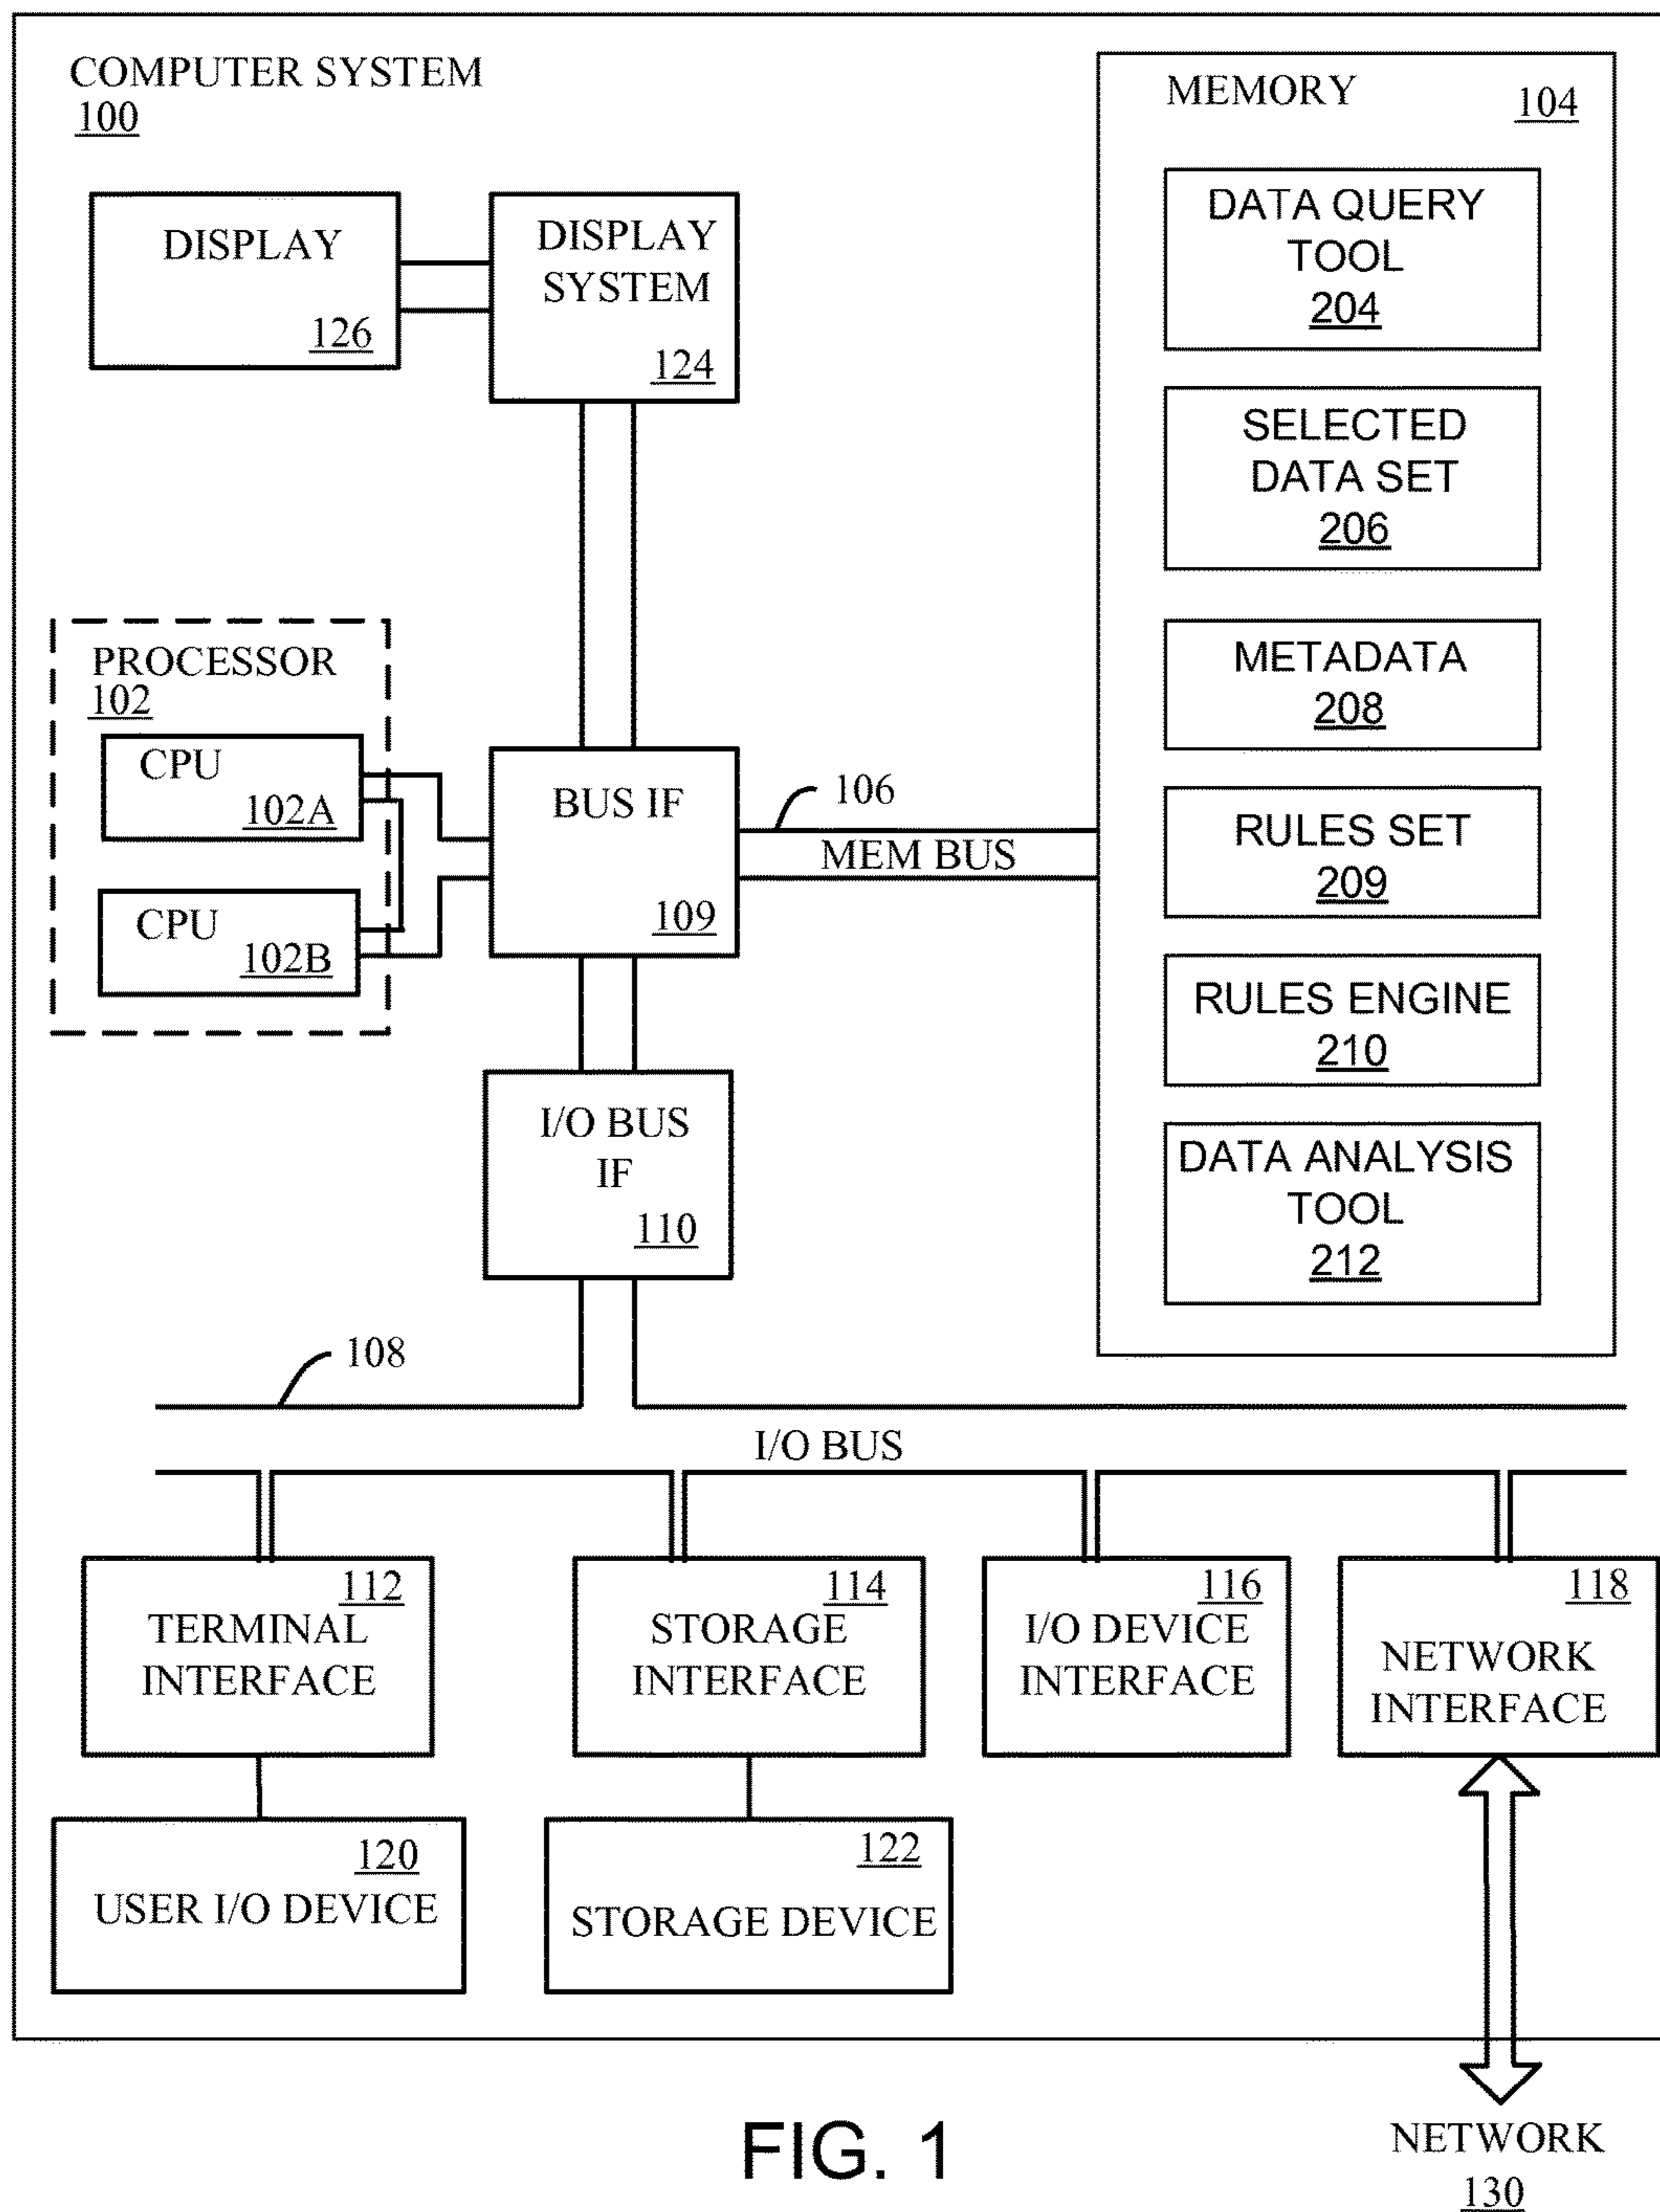 COMPUTER SYSTEM
100
DISPLAY
126
DISPLAY
SYSTEM
124
PROCESSOR
102
CPU
102A
CPU
102B
BUS IF
109
106
MEM BUS
I/O BUS
IF
110
MEMORY
104
DATA QUERY
TOOL
204
SELECTED
DATA SET
206
METADATA
208
RULES SET
209
RULES ENGINE
210
DATA ANALYSIS
TOOL
212
108
I/O BUS
112
TERMINAL
INTERFACE
114
STORAGE
INTERFACE
116
I/O DEVICE
INTERFACE
118
NETWORK
INTERFACE
120
USER I/O DEVICE
122
STORAGE DEVICE
NETWORK
130
FIG. 1